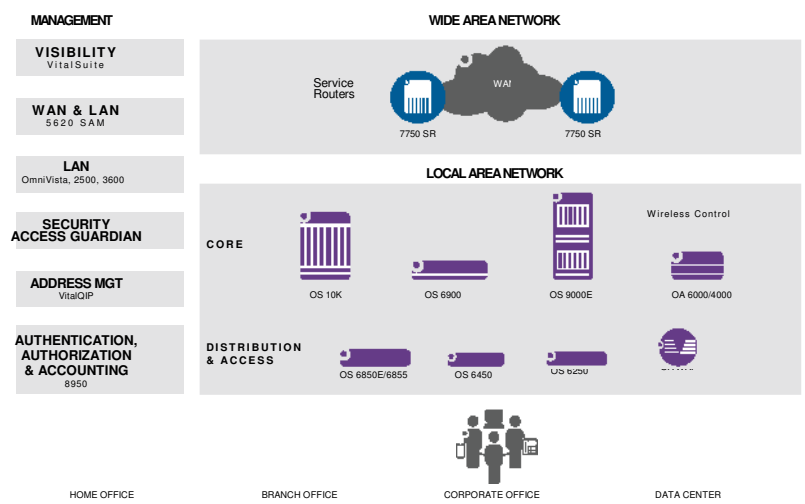 MANAGEMENT
VISIBILITY
VitalSuite
WAN & LAN
5620 SAM
LAN
OmniVista, 2500, 3600
SECURITY
ACCESS GUARDIAN
ADDRESS MGT
VitalQIP
AUTHENTICATION,
AUTHORIZATION
& ACCOUNTING
8950
WIDE AREA NETWORK
Service
Routers
7750 SR
7750 SR
LOCAL AREA NETWORK
Wireless Control
CORE
OS 10K
OS 6900
OS 9000E
OA 6000/4000
DISTRIBUTION
& ACCESS
OS 6850E/6855
OS 6450
OS 6250
HOME OFFICE
BRANCH OFFICE
CORPORATE OFFICE
DATA CENTER